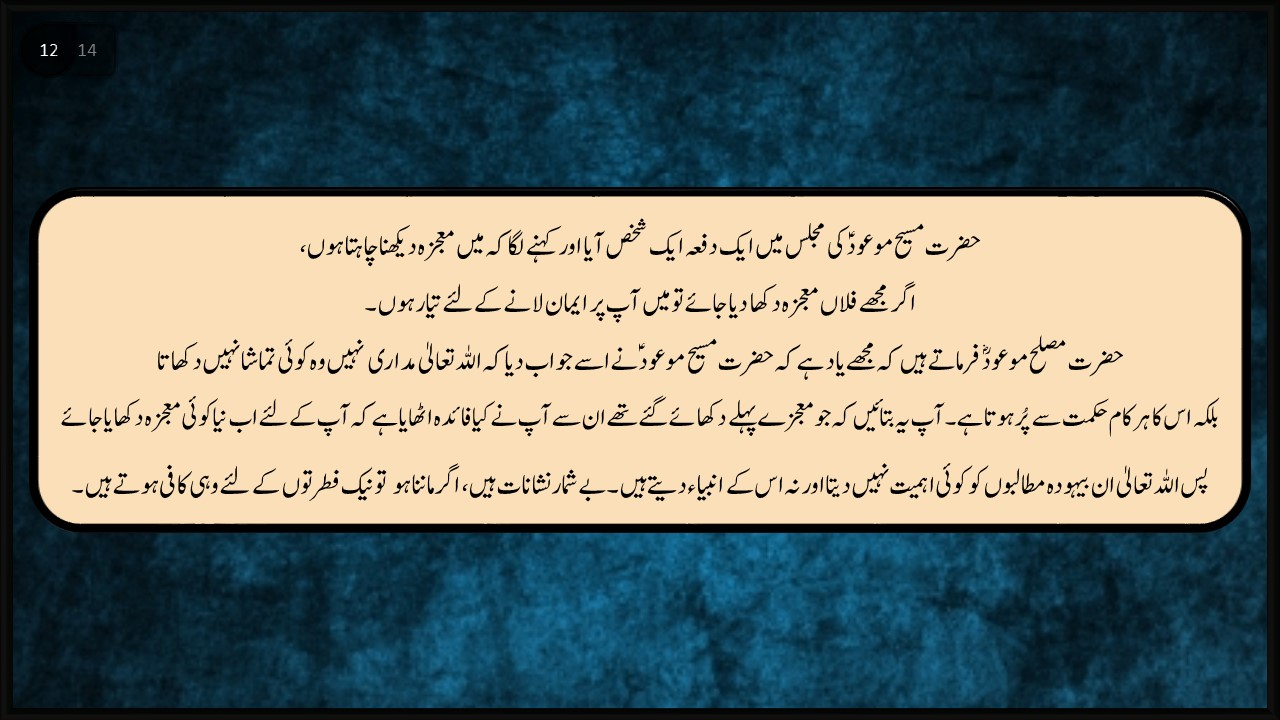 12 14
حضرت مسیح موعودؑ کی مجلس میں ایک دفعہ ایک شخص آیا اور کہنے لگا کہ میں معجزہ دیکھنا چاہتا ہوں،
اگر مجھے فلاں معجزہ دکھا دیا جائے تو میں آپ پر ایمان لانے کے لئے تیار ہوں۔
حضرت مصلح موعودؓ فرماتے ہیں کہ مجھے یاد ہے کہ حضرت مسیح موعودؑ نے اسے جواب دیا کہ اللہ تعالیٰ مداری نہیں وہ کوئی تماشا نہیں دکھاتا
بلکہ اس کا ہر کام حکمت سے پُر ہوتا ہے۔ آپ یہ بتائیں کہ جو معجزے پہلے دکھائے گئے تھے ان سے آپ نے کیا فائدہ اٹھایا ہے کہ آپ کے لئے اب نیا کوئی معجزہ دکھایا جائے
پس اللہ تعالیٰ ان بیہودہ مطالبوں کو کوئی اہمیت نہیں دیتا اور نہ اس کے انبیاء دیتے ہیں۔ بے شمار نشانات ہیں، اگر ماننا ہو تو نیک فطرتوں کے لئے وہی کافی ہوتے ہیں۔